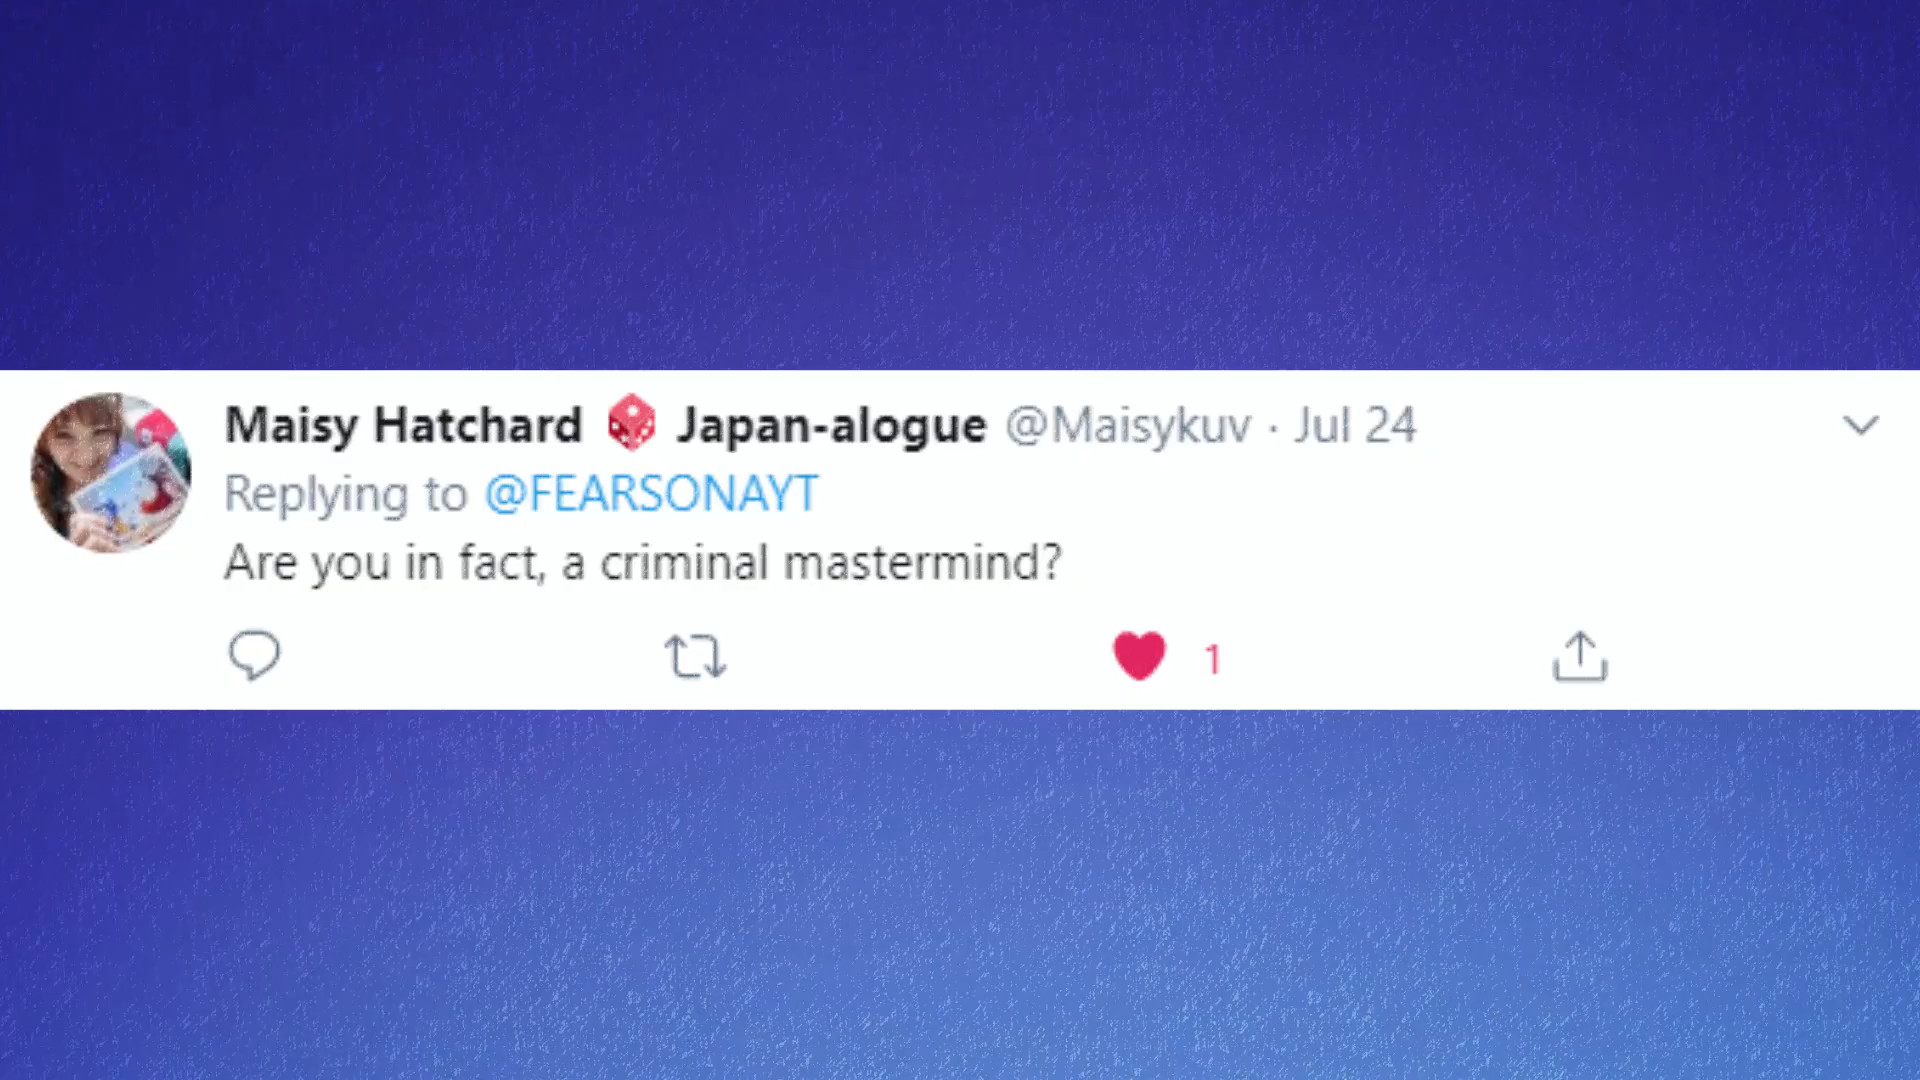 Maisy Hatchard 🎲 Japan-alogue @Maisykuv · Jul 24
Replying to @FEARSONAYT
Are you in fact, a criminal mastermind?
1